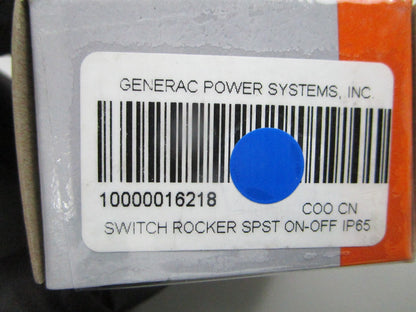 GENERAC POWER SYSTEMS, INC.
10000016218
COO CN
SWITCH ROCKER SPST ON-OFF IP65